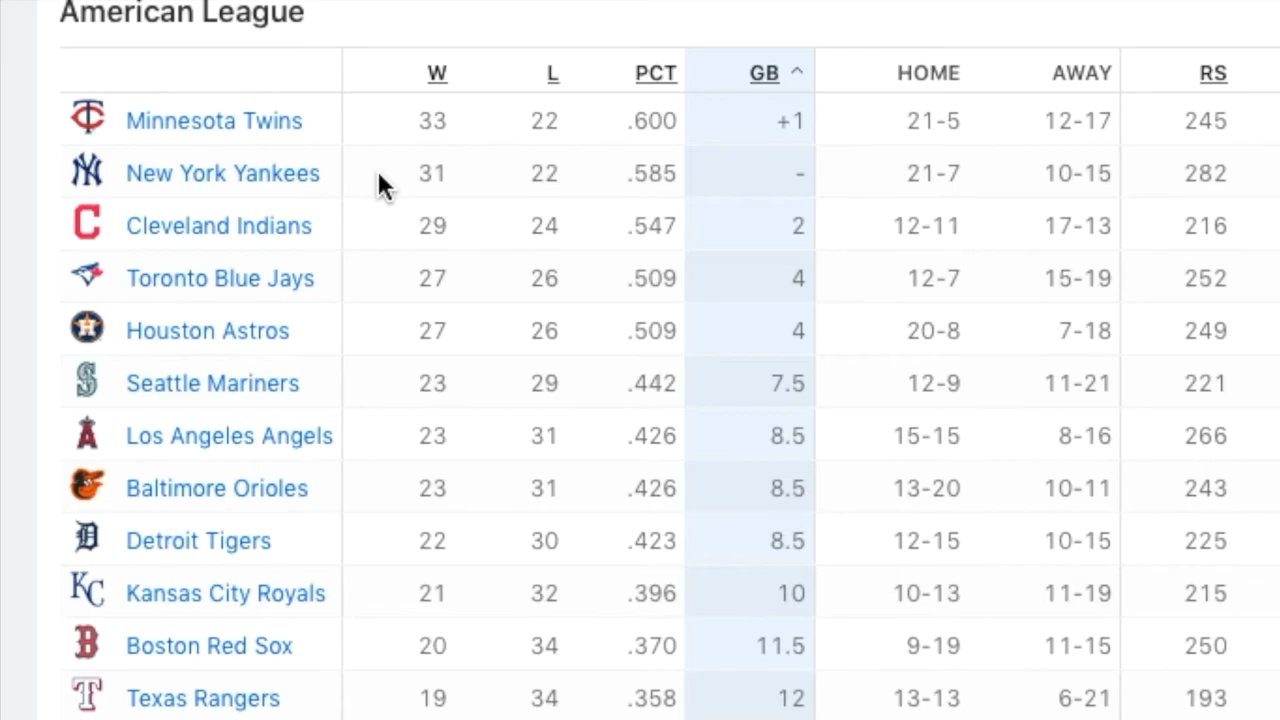 American League
W L PCT GB HOME AWAY RS
Minnesota Twins 33 22 .600 +1 21-5 12-17 245
New York Yankees 31 22 .585 - 21-7 10-15 282
Cleveland Indians 29 24 .547 2 12-11 17-13 216
Toronto Blue Jays 27 26 .509 4 12-7 15-19 252
Houston Astros 27 26 .509 4 20-8 7-18 249
Seattle Mariners 23 29 .442 7.5 12-9 11-21 221
Los Angeles Angels 23 31 .426 8.5 15-15 8-16 266
Baltimore Orioles 23 31 .426 8.5 13-20 10-11 243
Detroit Tigers 22 30 .423 8.5 12-15 10-15 225
Kansas City Royals 21 32 .396 10 10-13 11-19 215
Boston Red Sox 20 34 .370 11.5 9-19 11-15 250
Texas Rangers 19 34 .358 12 13-13 6-21 193